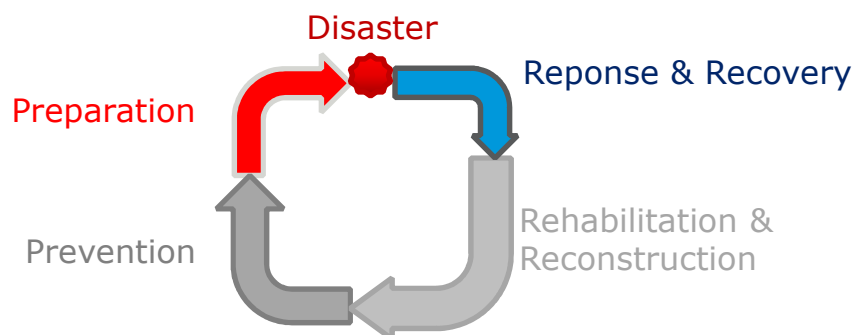 Disaster
Reponse & Recovery
Preparation
Rehabilitation &
Reconstruction
Prevention